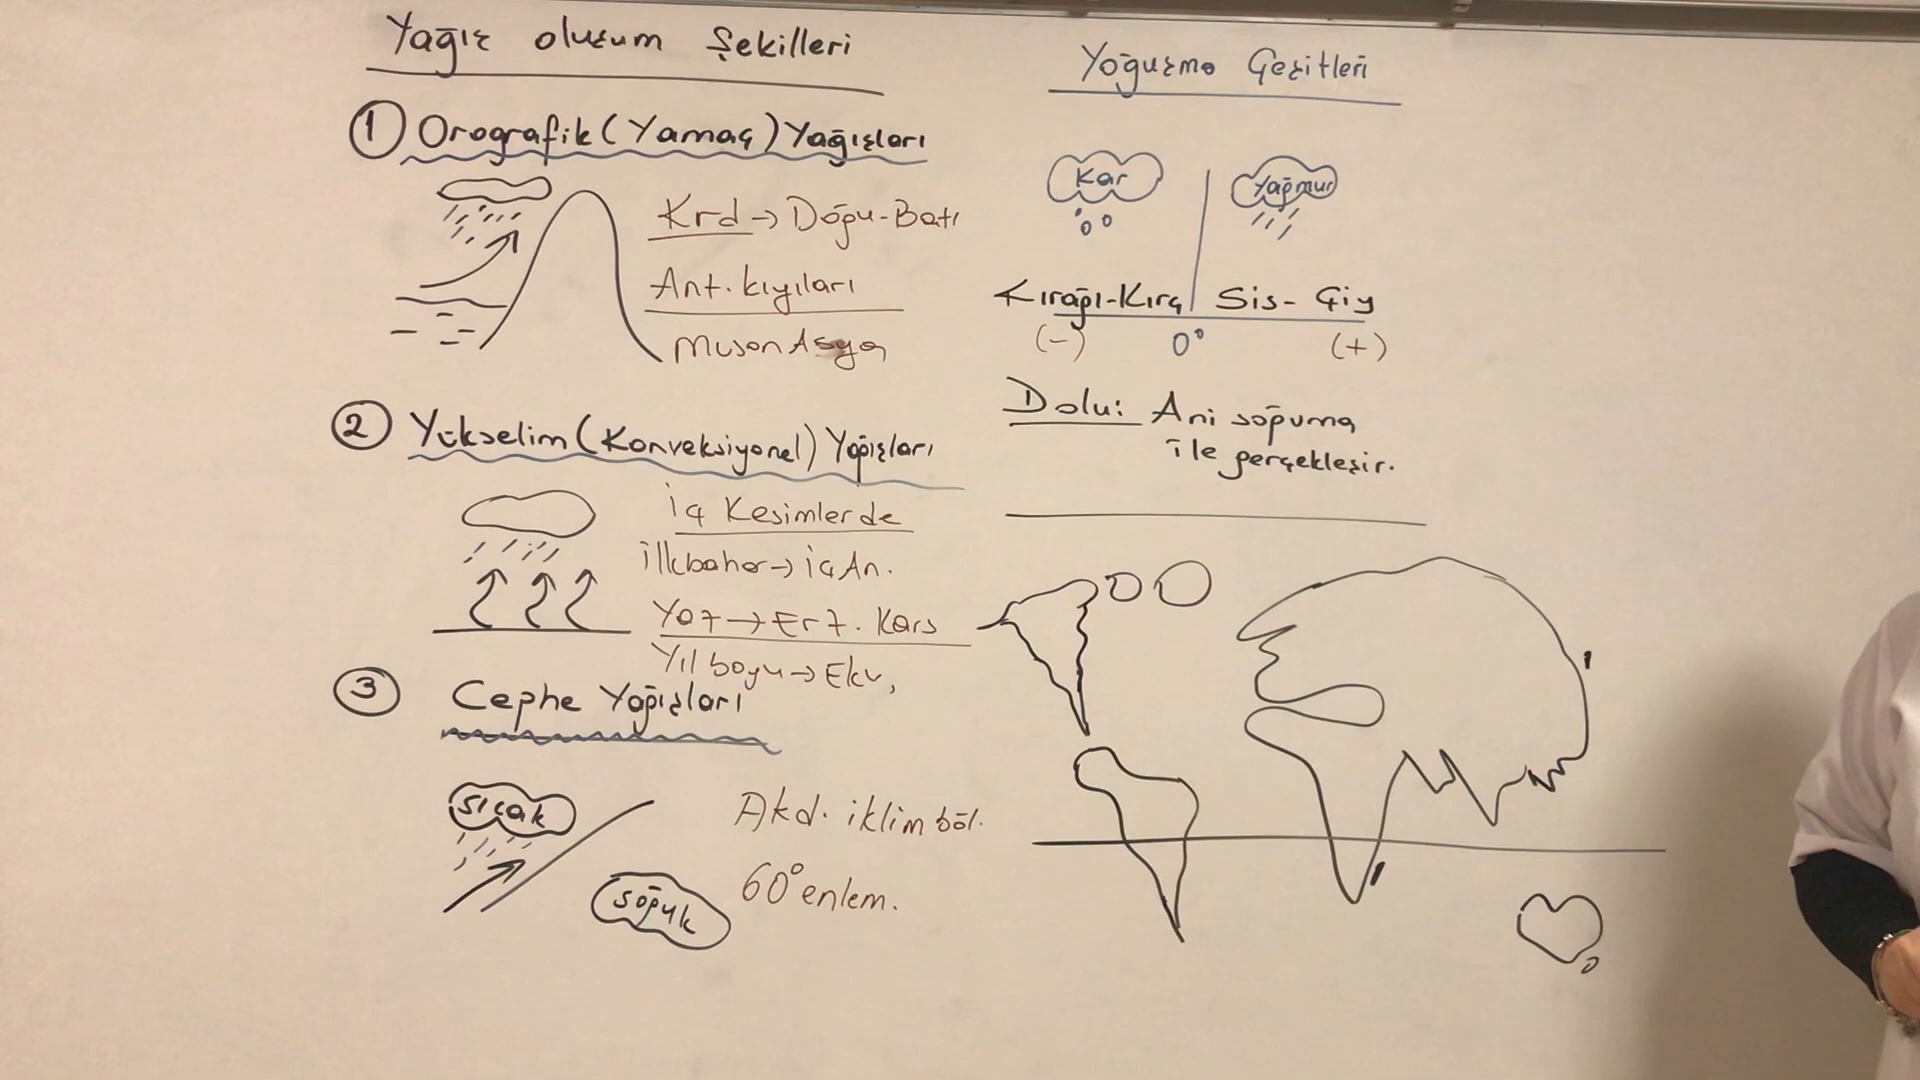 Yağış oluşum Şekilleri
① Orografik (Yamaç) Yağışları
Krd → Doğu-Batı
Ant. kıyıları
Muson Asya
② Yükselim (Konveksiyonel) Yağışları
İç Kesimlerde
İlkbahar → İç An.
Yaz → Erz. Kars
Yıl boyu → Ekv,
③ Cephe Yağışları
sıcak
soğuk
Akd. iklim böl.
60° enlem.
Yoğuşma Çeşitleri
Kar
Yağmur
Kırağı-Kırç
Sis- Çiy
(-) 0° (+)
Dolu: Ani soğuma
ile gerçekleşir.